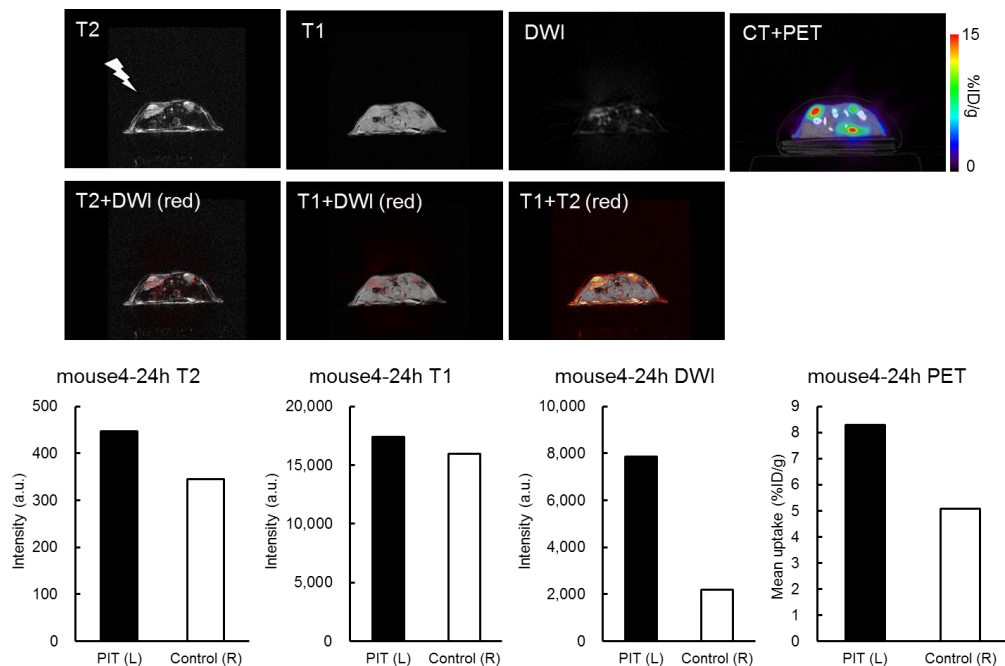 T2
T1
DWI
CT+PET
15
%ID/g
0
T2+DWI (red)
T1+DWI (red)
T1+T2 (red)
mouse4-24h T2
500
400
300
200
100
0
Intensity (a.u.)
PIT (L)
Control (R)
mouse4-24h T1
20,000
15,000
10,000
5,000
0
Intensity (a.u.)
PIT (L)
Control (R)
mouse4-24h DWI
10,000
8,000
6,000
4,000
2,000
0
Intensity (a.u.)
PIT (L)
Control (R)
mouse4-24h PET
9
8
7
6
5
4
3
2
1
0
Mean uptake (%ID/g)
PIT (L)
Control (R)